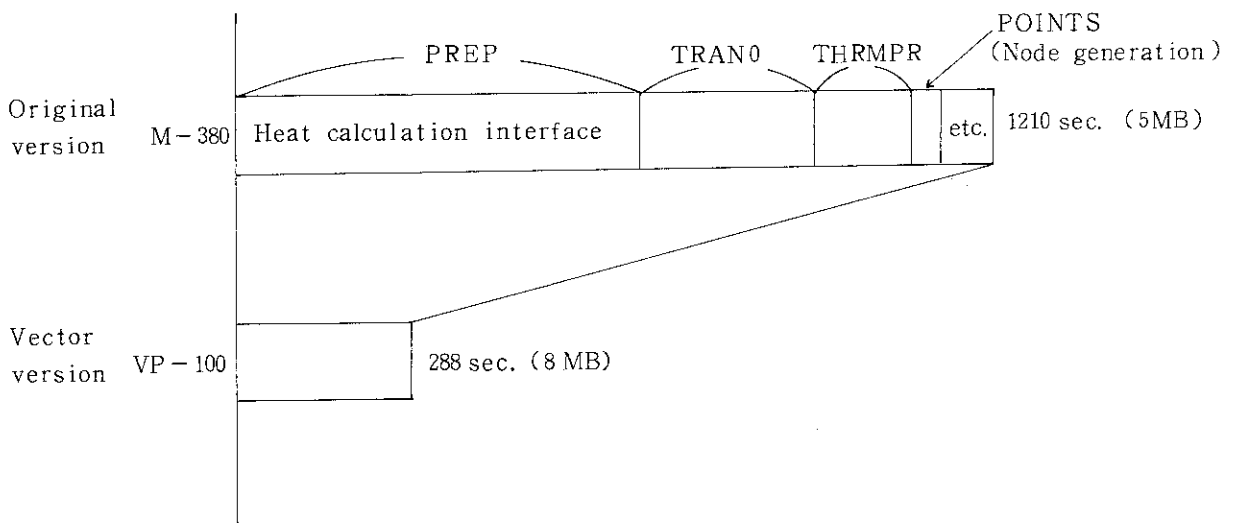 POINTS
(Node generation)
PREP
TRAN0
THRMPR
Original
version
M-380
Heat calculation interface
etc.
1210 sec. (5MB)
Vector
version
VP-100
288 sec. (8 MB)